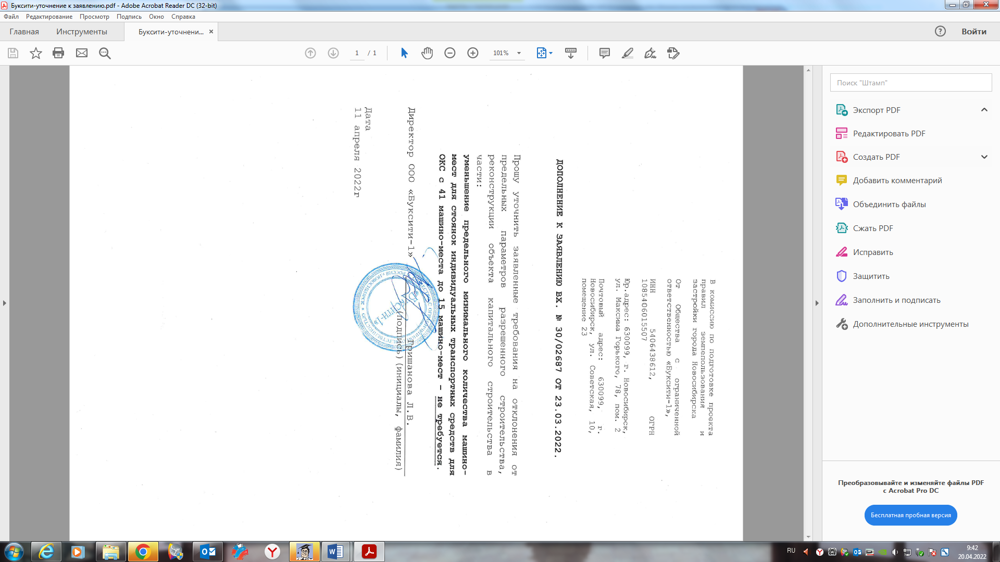 Буксити-уточнение к заявлению.pdf - Adobe Acrobat Reader DC (32-bit)
Файл Редактирование Просмотр Подпись Окно Справка
Главная Инструменты Буксити-уточнени... ×
Войти
1 / 1 101%
В комиссию по подготовке проекта
правил землепользования и
застройки города Новосибирска
От Общества с ограниченной
ответственностью «Буксити-1»,
ИНН 5406438612, ОГРН
1085406015507
Юр.адрес: 630099, г. Новосибирск,
ул. Максима Горького, 78, пом. 2
Почтовый адрес: 630099, г.
Новосибирск, ул. Советская, 10,
помещение 23
ДОПОЛНЕНИЕ К ЗАЯВЛЕНИЮ ВХ. № 30/02687 ОТ 23.03.2022.
Прошу уточнить заявленные требования на отклонения от
предельных параметров разрешенного строительства,
реконструкции объекта капитального строительства в
части:
уменьшение предельного минимального количества машино-
мест для стоянок индивидуальных транспортных средств для
ОКС с 41 машино-места до 15 машино-мест - не требуется.
Директор ООО «Буксити-1» Гришанова Л.В.
(подпись) (инициалы, фамилия)
«БУКСИТИ-1»
Дата
11 апреля 2022г
Поиск "Штамп"
Экспорт PDF
Редактировать PDF
Создать PDF
Добавить комментарий
Объединить файлы
Сжать PDF
Исправить
Защитить
Заполнить и подписать
Дополнительные инструменты
Преобразовывайте и изменяйте файлы PDF
с Acrobat Pro DC
Бесплатная пробная версия
RU
9:42
20.04.2022